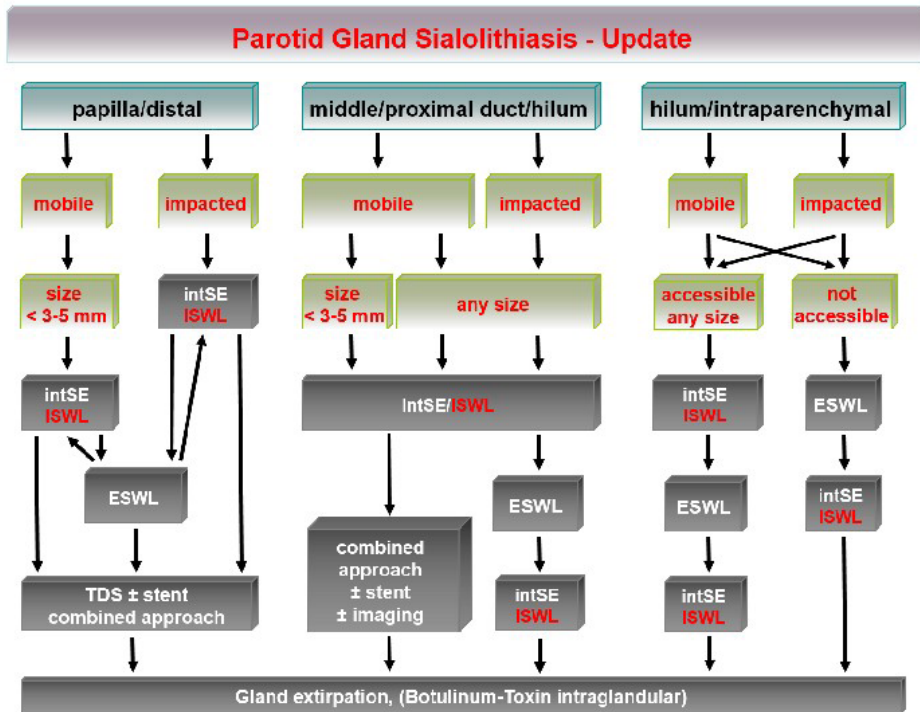 Parotid Gland Sialolithiasis - Update
papilla/distal
middle/proximal duct/hilum
hilum/intraparenchymal
mobile
impacted
mobile
impacted
mobile
impacted
size
< 3-5 mm
intSE
ISWL
size
< 3-5 mm
any size
accessible
any size
not
accessible
intSE
ISWL
IntSE/ISWL
intSE
ISWL
ESWL
ESWL
ESWL
ESWL
intSE
ISWL
combined
approach
± stent
± imaging
TDS ± stent
combined approach
intSE
ISWL
intSE
ISWL
Gland extirpation, (Botulinum-Toxin intraglandular)